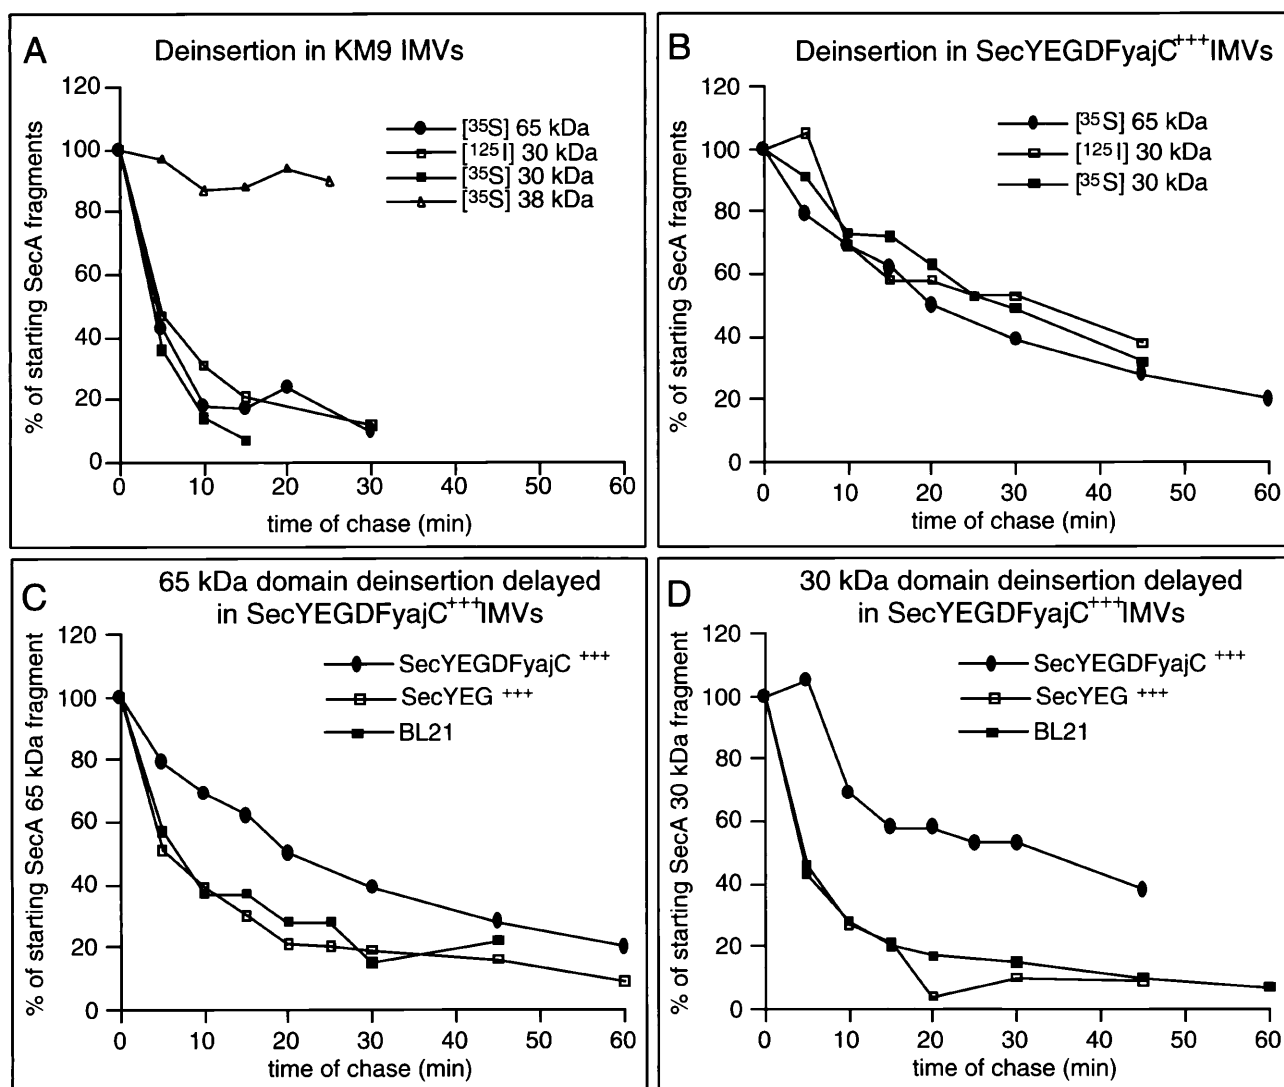 A
Deinsertion in KM9 IMVs
% of starting SecA fragments
120
100
80
60
40
20
0
[³⁵S] 65 kDa
[¹²⁵I] 30 kDa
[³⁵S] 30 kDa
[³⁵S] 38 kDa
0 10 20 30 40 50 60
time of chase (min)
B
Deinsertion in SecYEGDFyajC⁺⁺⁺IMVs
% of starting SecA fragments
120
100
80
60
40
20
0
[³⁵S] 65 kDa
[¹²⁵I] 30 kDa
[³⁵S] 30 kDa
0 10 20 30 40 50 60
time of chase (min)
C
65 kDa domain deinsertion delayed
in SecYEGDFyajC⁺⁺⁺IMVs
% of starting SecA 65 kDa fragment
120
100
80
60
40
20
0
SecYEGDFyajC ⁺⁺⁺
SecYEG ⁺⁺⁺
BL21
0 10 20 30 40 50 60
time of chase (min)
D
30 kDa domain deinsertion delayed
in SecYEGDFyajC⁺⁺⁺IMVs
% of starting SecA 30 kDa fragment
120
100
80
60
40
20
0
SecYEGDFyajC ⁺⁺⁺
SecYEG ⁺⁺⁺
BL21
0 10 20 30 40 50 60
time of chase (min)